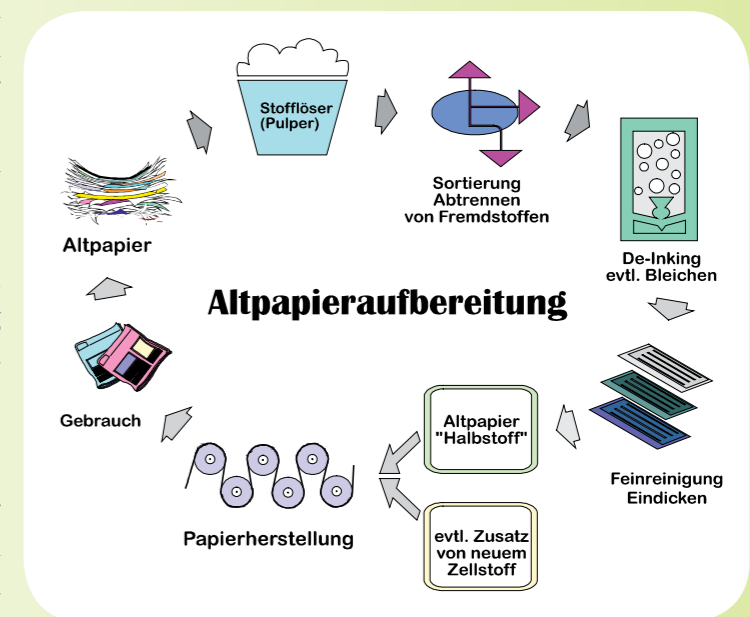 Altpapieraufbereitung
Altpapier
Stofflöser
(Pulper)
Sortierung
Abtrennen
von Fremdstoffen
De-Inking
evtl. Bleichen
Feinreinigung
Eindicken
Altpapier
"Halbstoff"
evtl. Zusatz
von neuem
Zellstoff
Papierherstellung
Gebrauch